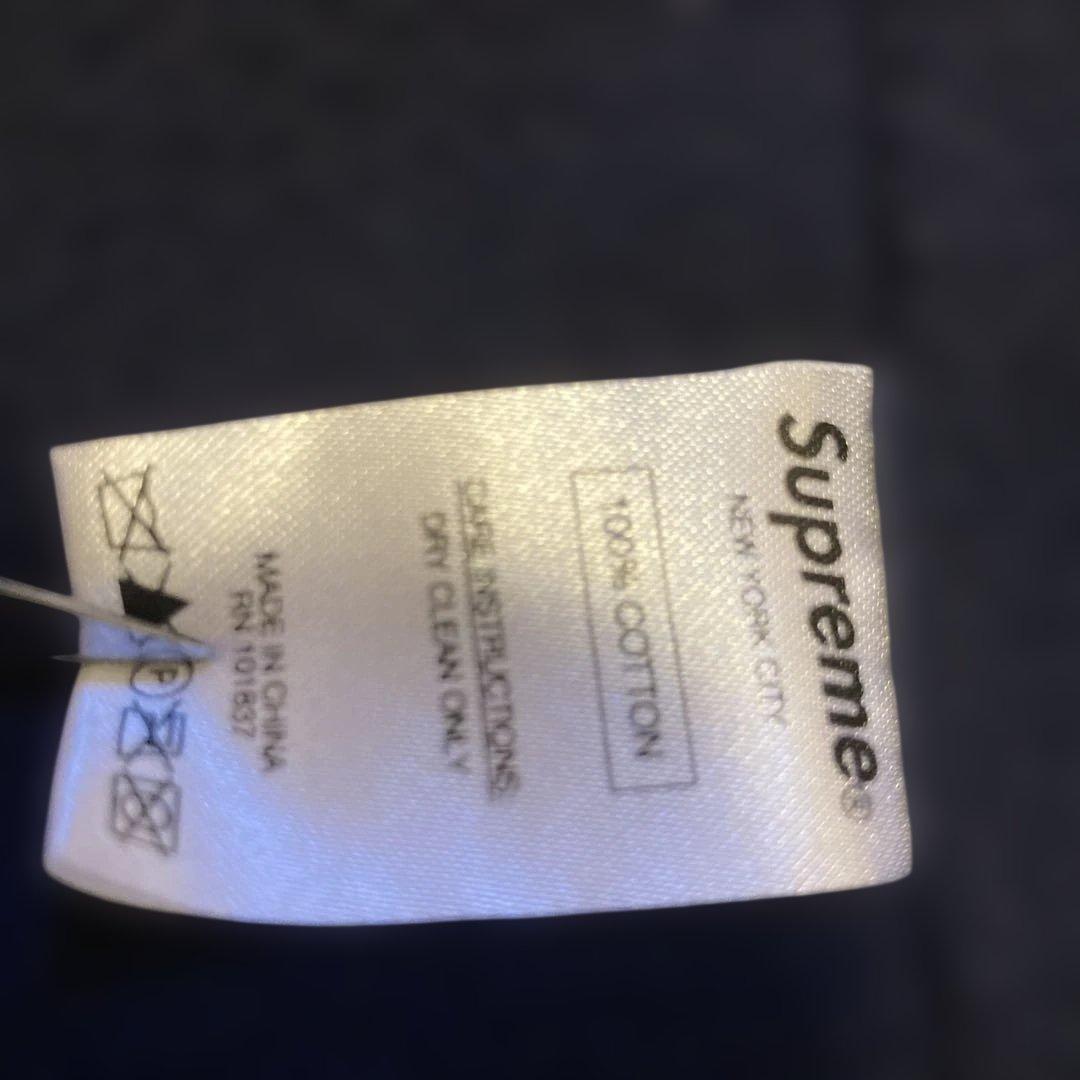 Supreme®
NEW YORK CITY
100% COTTON
CARE INSTRUCTIONS
DRY CLEAN ONLY
MADE IN CHINA
RN 101837
P